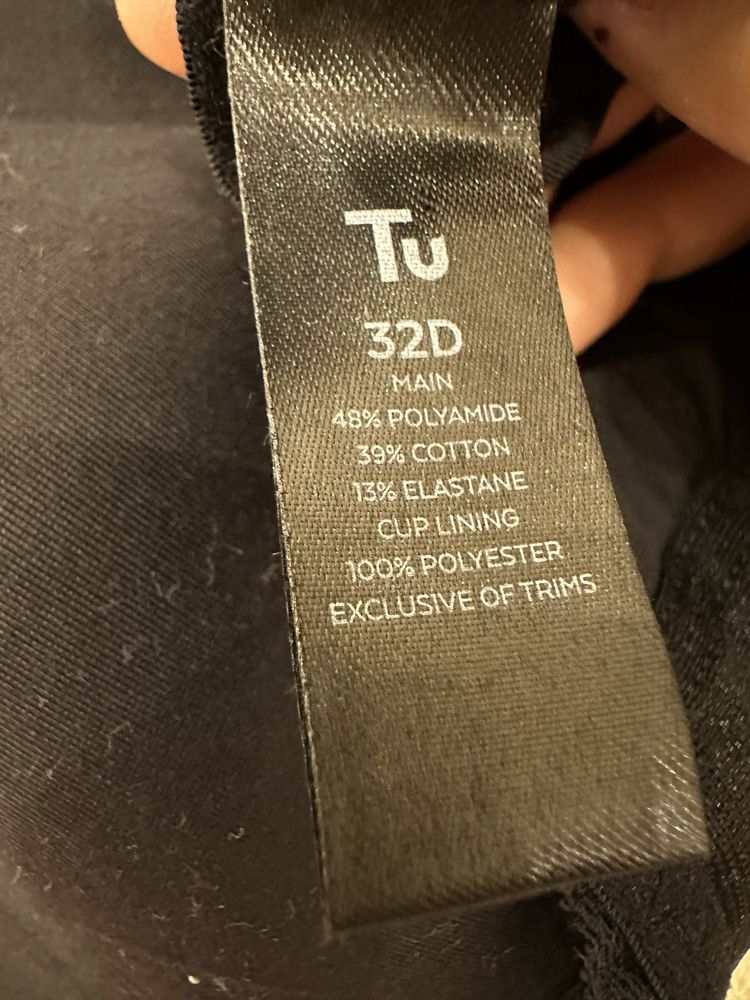 Tu
32D
MAIN
48% POLYAMIDE
39% COTTON
13% ELASTANE
CUP LINING
100% POLYESTER
EXCLUSIVE OF TRIMS